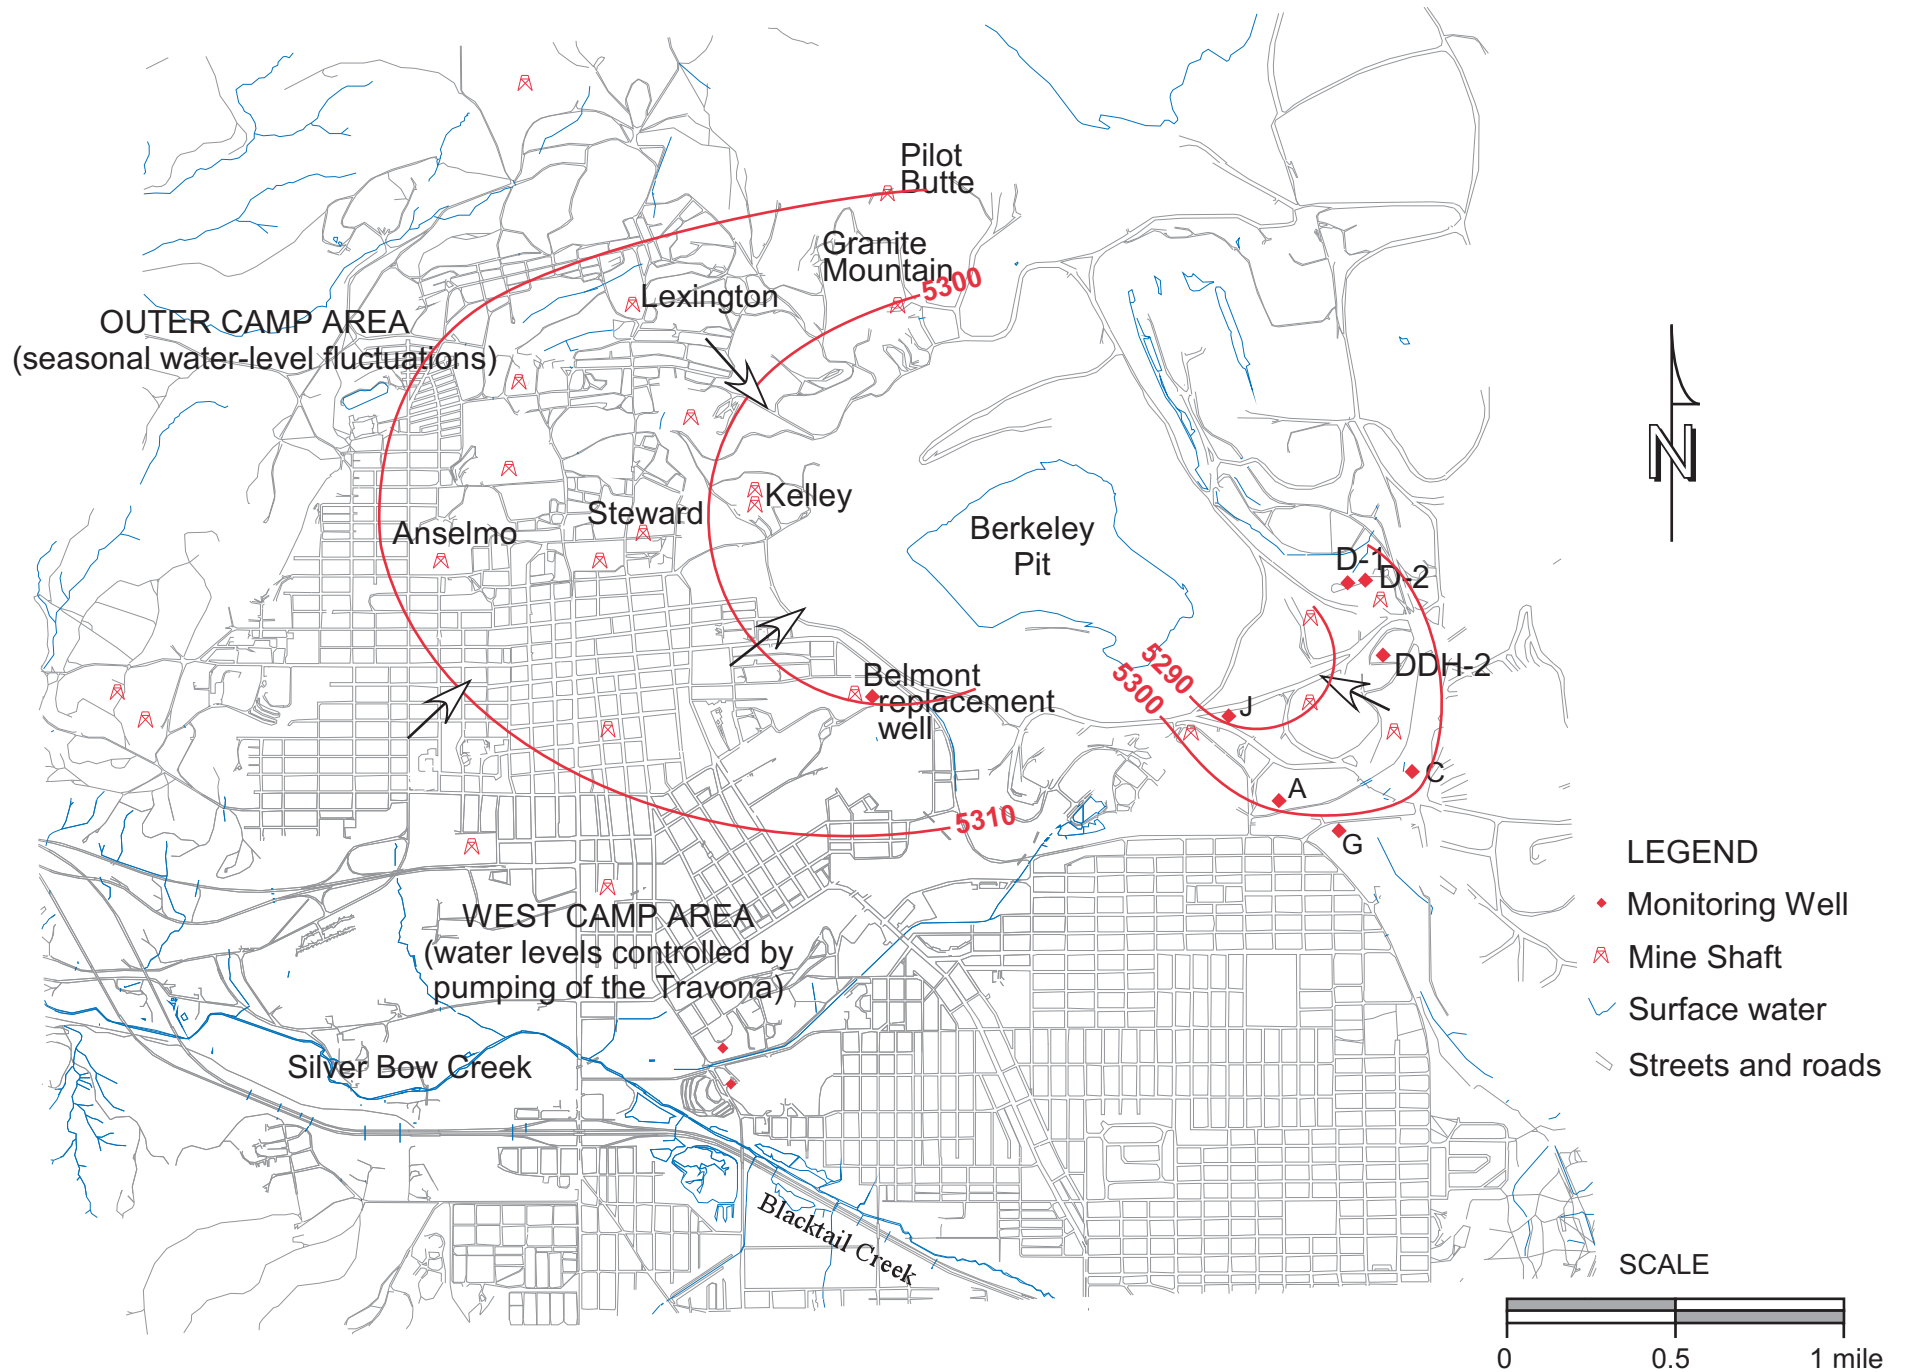 Pilot
Butte
Granite
Mountain
5300
Lexington
OUTER CAMP AREA
(seasonal water-level fluctuations)
Kelley
Steward
Anselmo
Berkeley
Pit
N
D-1
D-2
DDH-2
5290
5300
J
Belmont
replacement
well
C
A
5310
G
WEST CAMP AREA
(water levels controlled by
pumping of the Travona)
Silver Bow Creek
Blacktail Creek
LEGEND
Monitoring Well
Mine Shaft
Surface water
Streets and roads
SCALE
0 0.5 1 mile